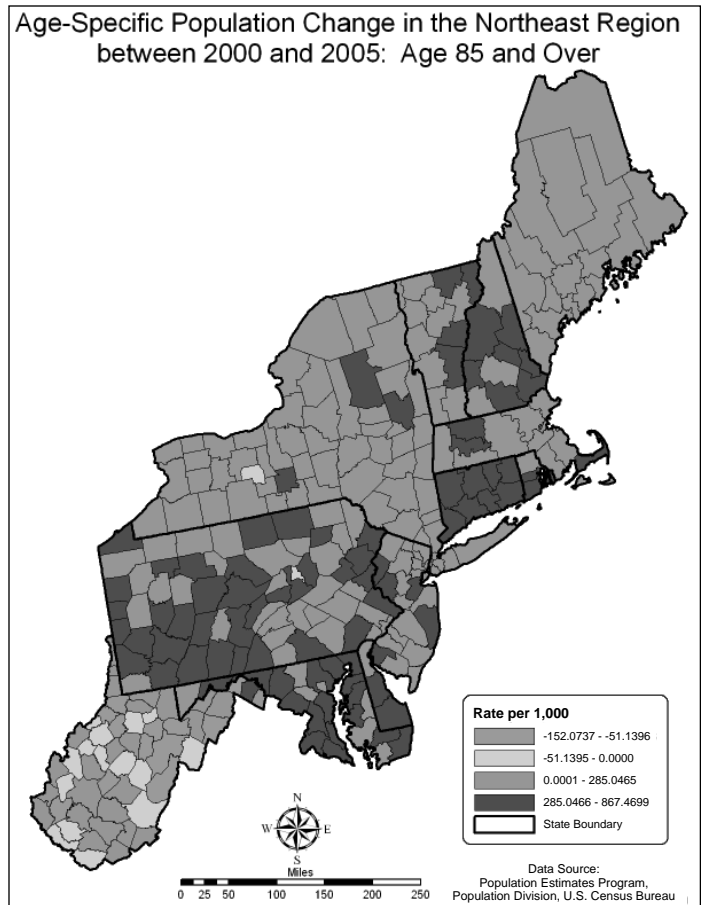 Age-Specific Population Change in the Northeast Region
between 2000 and 2005: Age 85 and Over
Rate per 1,000
-152.0737 - -51.1396
-51.1395 - 0.0000
0.0001 - 285.0465
285.0466 - 867.4699
State Boundary
N
W E
S
Miles
0 25 50 100 150 200 250
Data Source:
Population Estimates Program,
Population Division, U.S. Census Bureau